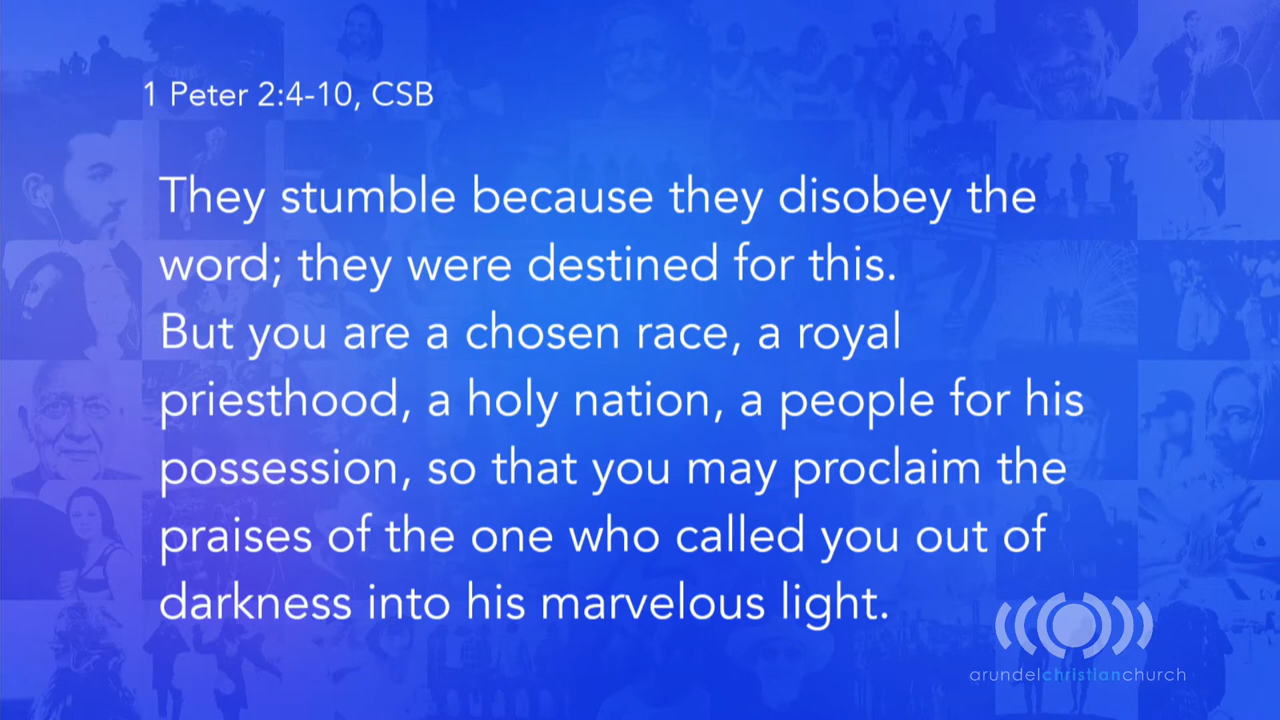 1 Peter 2:4-10, CSB
They stumble because they disobey the
word; they were destined for this.
But you are a chosen race, a royal
priesthood, a holy nation, a people for his
possession, so that you may proclaim the
praises of the one who called you out of
darkness into his marvelous light.
arundelchristianchurch